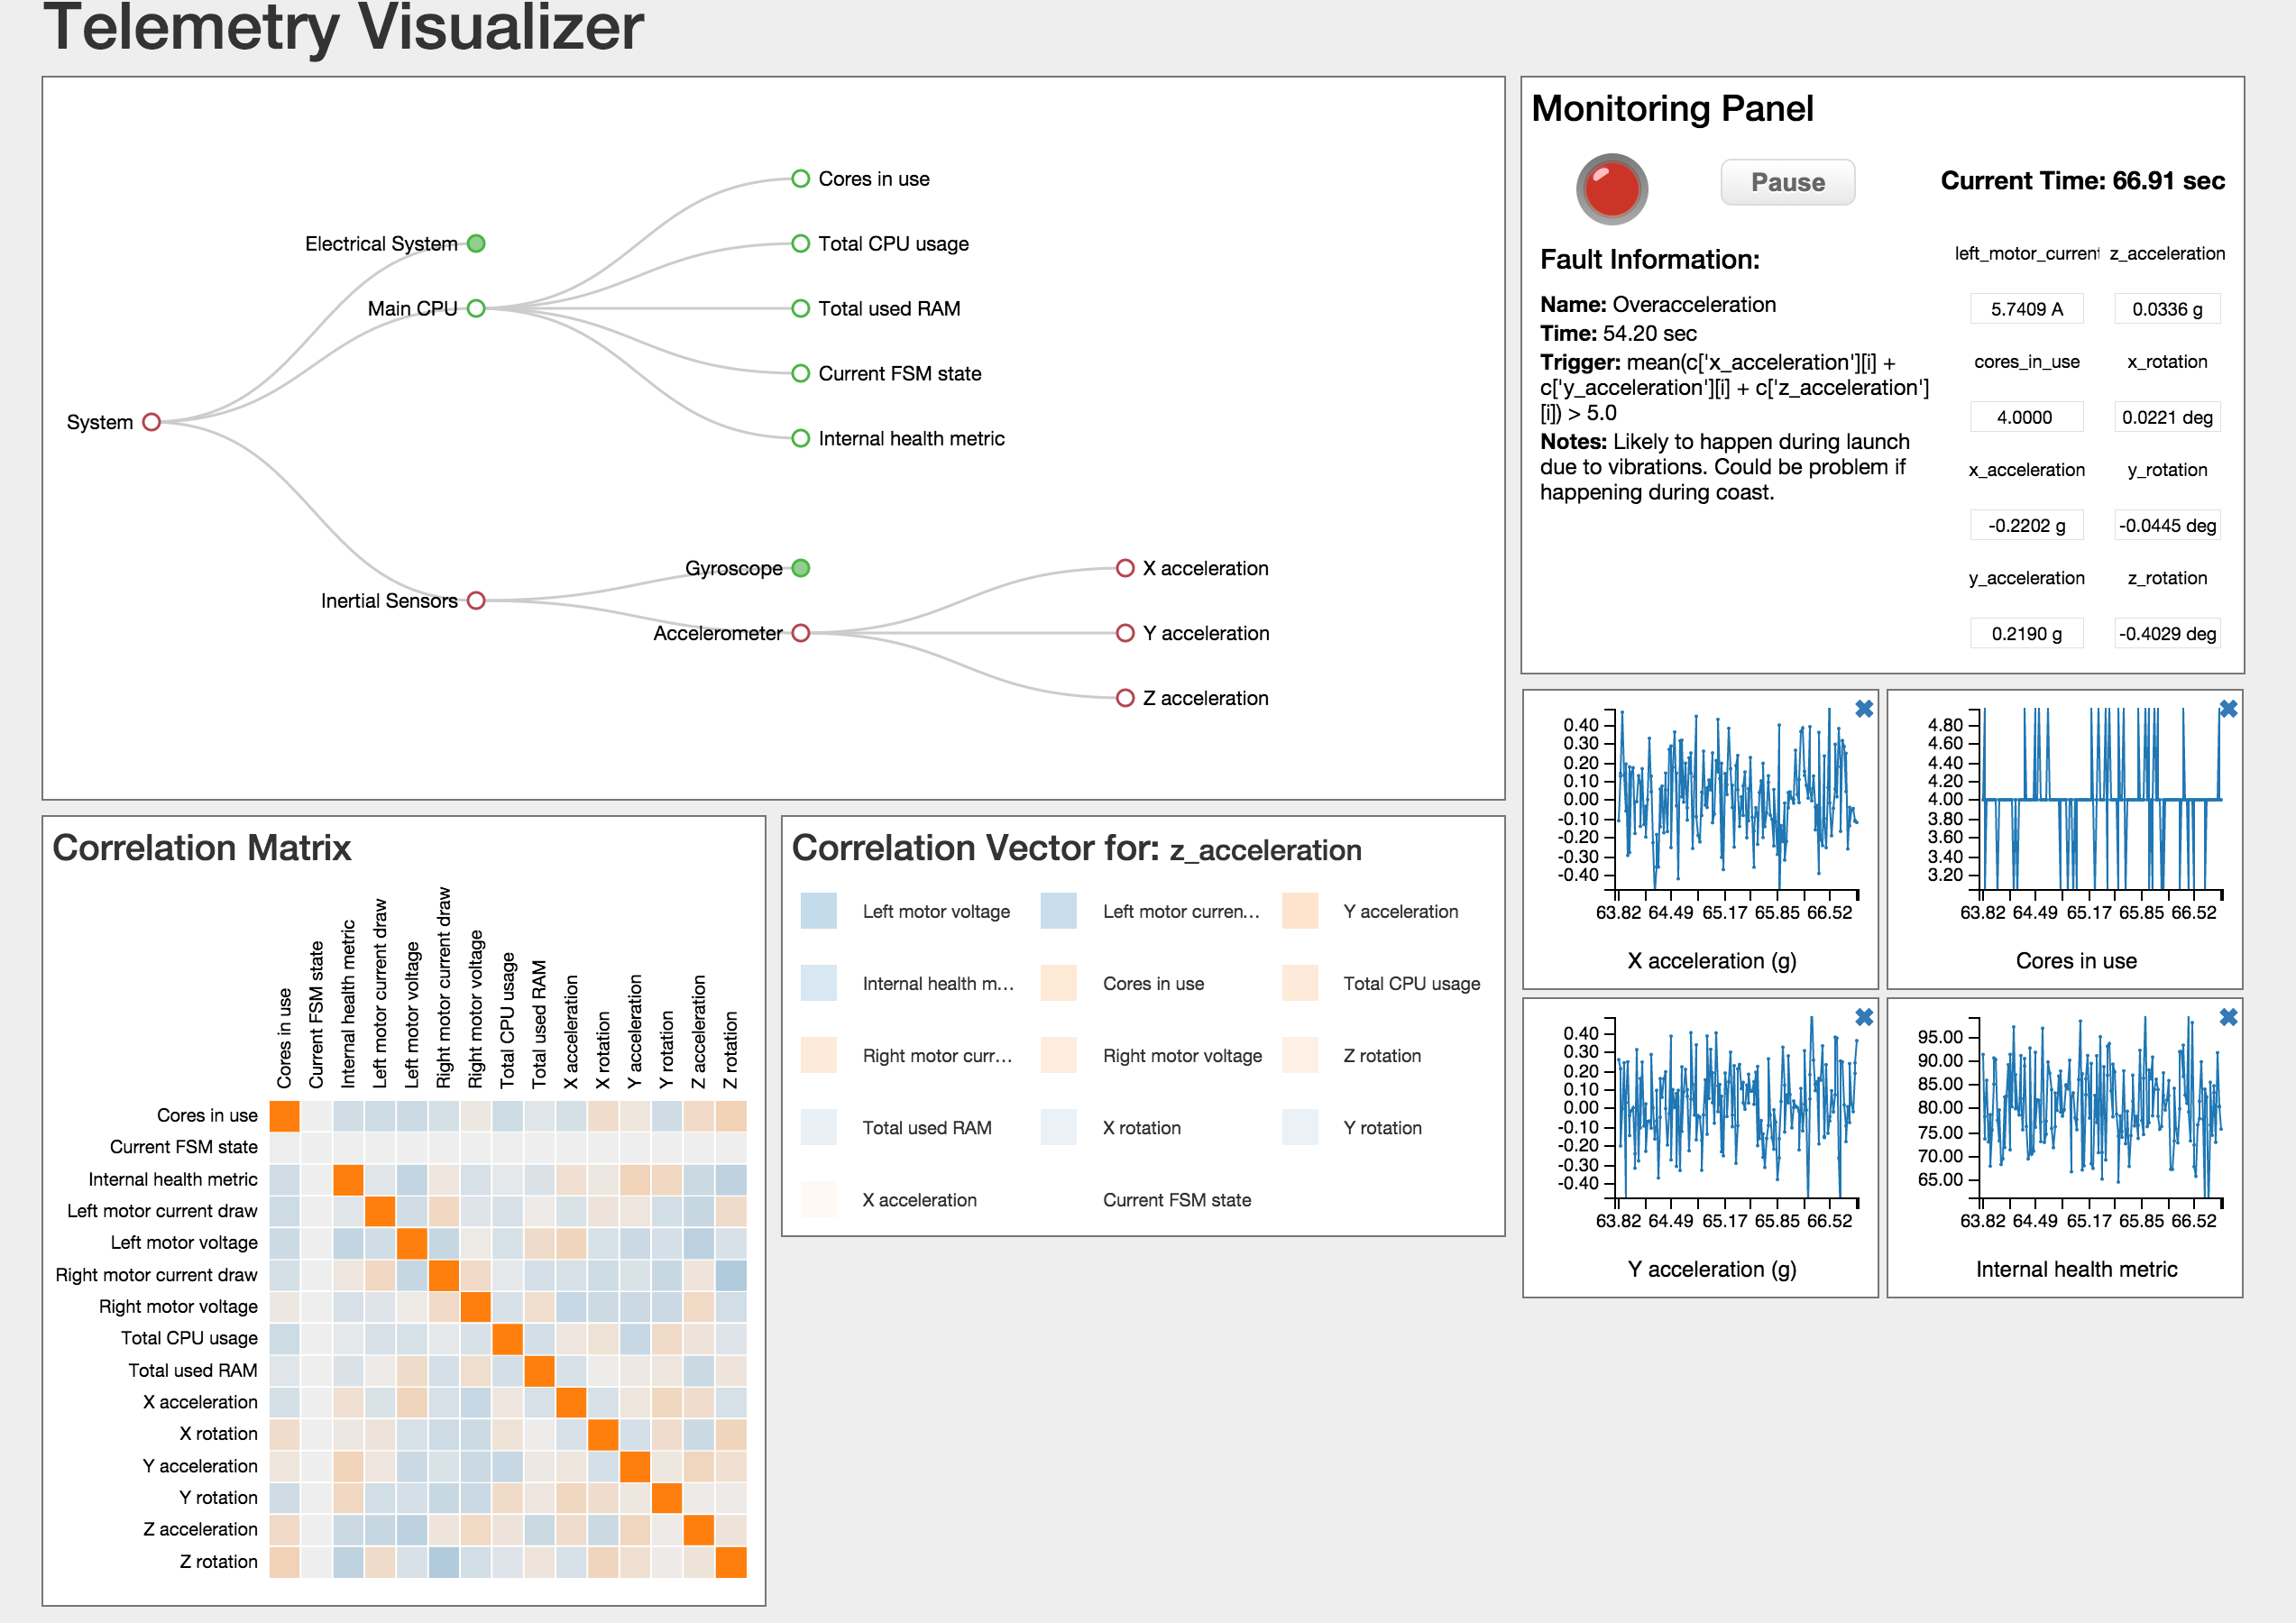 Telemetry Visualizer
Cores in use
Electrical System
Total CPU usage
Main CPU
Total used RAM
Current FSM state
System
Internal health metric
Gyroscope
X acceleration
Inertial Sensors
Accelerometer
Y acceleration
Z acceleration
Monitoring Panel
Pause
Current Time: 66.91 sec
Fault Information:
Name: Overacceleration
Time: 54.20 sec
Trigger: mean(c['x_acceleration'][i] +
c['y_acceleration'][i] + c['z_acceleration']
[i]) > 5.0
Notes: Likely to happen during launch
due to vibrations. Could be problem if
happening during coast.
left_motor_current z_acceleration
5.7409 A 0.0336 g
cores_in_use x_rotation
4.0000 0.0221 deg
x_acceleration y_rotation
-0.2202 g -0.0445 deg
y_acceleration z_rotation
0.2190 g -0.4029 deg
Correlation Matrix
Cores in use
Current FSM state
Internal health metric
Left motor current draw
Left motor voltage
Right motor current draw
Right motor voltage
Total CPU usage
Total used RAM
X acceleration
X rotation
Y acceleration
Y rotation
Z acceleration
Z rotation
Cores in use
Current FSM state
Internal health metric
Left motor current draw
Left motor voltage
Right motor current draw
Right motor voltage
Total CPU usage
Total used RAM
X acceleration
X rotation
Y acceleration
Y rotation
Z acceleration
Z rotation
Correlation Vector for: z_acceleration
Left motor voltage Left motor curren... Y acceleration
Internal health m... Cores in use Total CPU usage
Right motor curr... Right motor voltage Z rotation
Total used RAM X rotation Y rotation
X acceleration Current FSM state
0.40
0.30
0.20
0.10
0.00
-0.10
-0.20
-0.30
-0.40
63.82 64.49 65.17 65.85 66.52
X acceleration (g)
4.80
4.60
4.40
4.20
4.00
3.80
3.60
3.40
3.20
63.82 64.49 65.17 65.85 66.52
Cores in use
0.40
0.30
0.20
0.10
0.00
-0.10
-0.20
-0.30
-0.40
63.82 64.49 65.17 65.85 66.52
Y acceleration (g)
95.00
90.00
85.00
80.00
75.00
70.00
65.00
63.82 64.49 65.17 65.85 66.52
Internal health metric